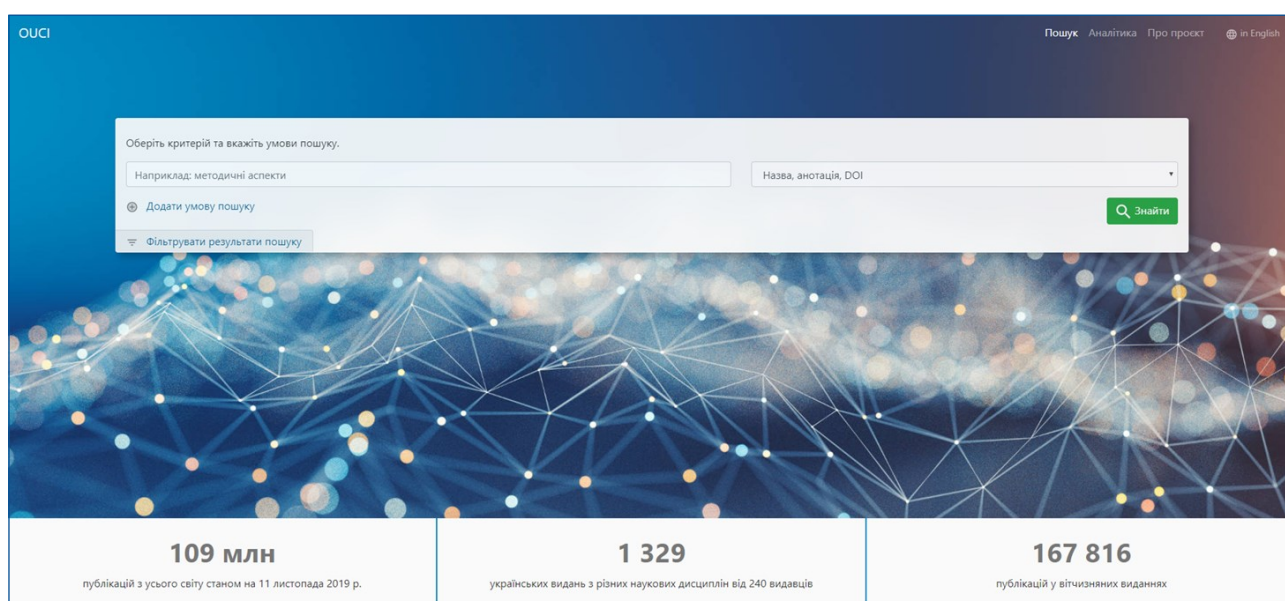 OUCI
Пошук Аналітика Про проєкт in English
Оберіть критерій та вкажіть умови пошуку.
Наприклад: методичні аспекти
Назва, анотація, DOI
Додати умову пошуку
Знайти
Фільтрувати результати пошуку
109 млн
публікацій з усього світу станом на 11 листопада 2019 р.
1 329
українських видань з різних наукових дисциплін від 240 видавців
167 816
публікацій у вітчизняних виданнях